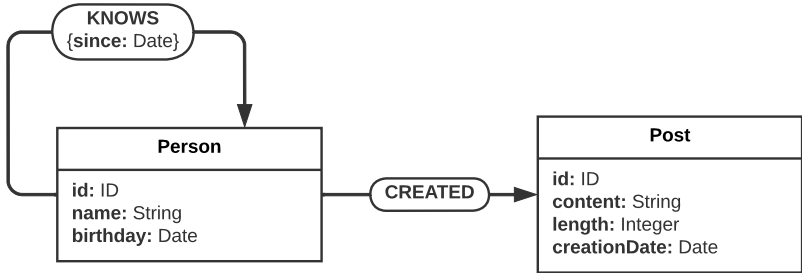 KNOWS
{since: Date}
Person
id: ID
name: String
birthday: Date
CREATED
Post
id: ID
content: String
length: Integer
creationDate: Date